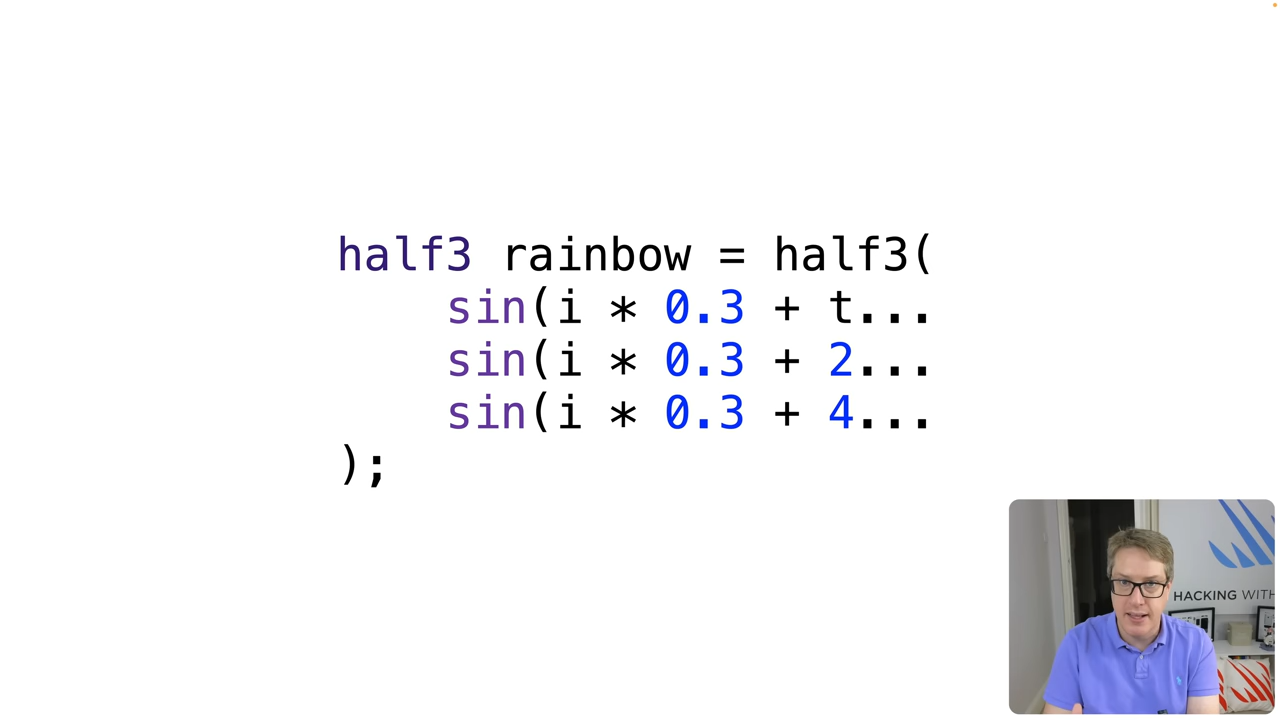 half3 rainbow = half3(
sin(i * 0.3 + t...
sin(i * 0.3 + 2...
sin(i * 0.3 + 4...
);
HACKING WITH